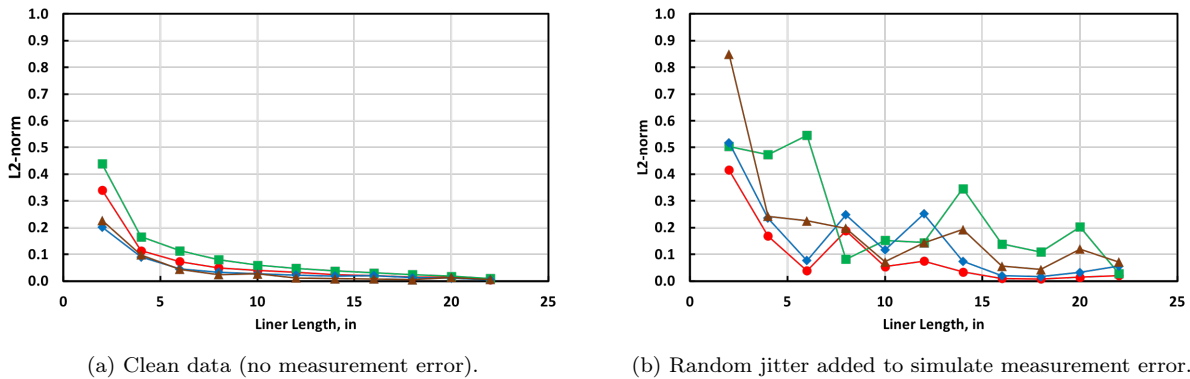 1.0
0.9
0.8
0.7
0.6
0.5
0.4
0.3
0.2
0.1
0.0
L2-norm
0 5 10 15 20 25
Liner Length, in
(a) Clean data (no measurement error).
1.0
0.9
0.8
0.7
0.6
0.5
0.4
0.3
0.2
0.1
0.0
L2-norm
0 5 10 15 20 25
Liner Length, in
(b) Random jitter added to simulate measurement error.